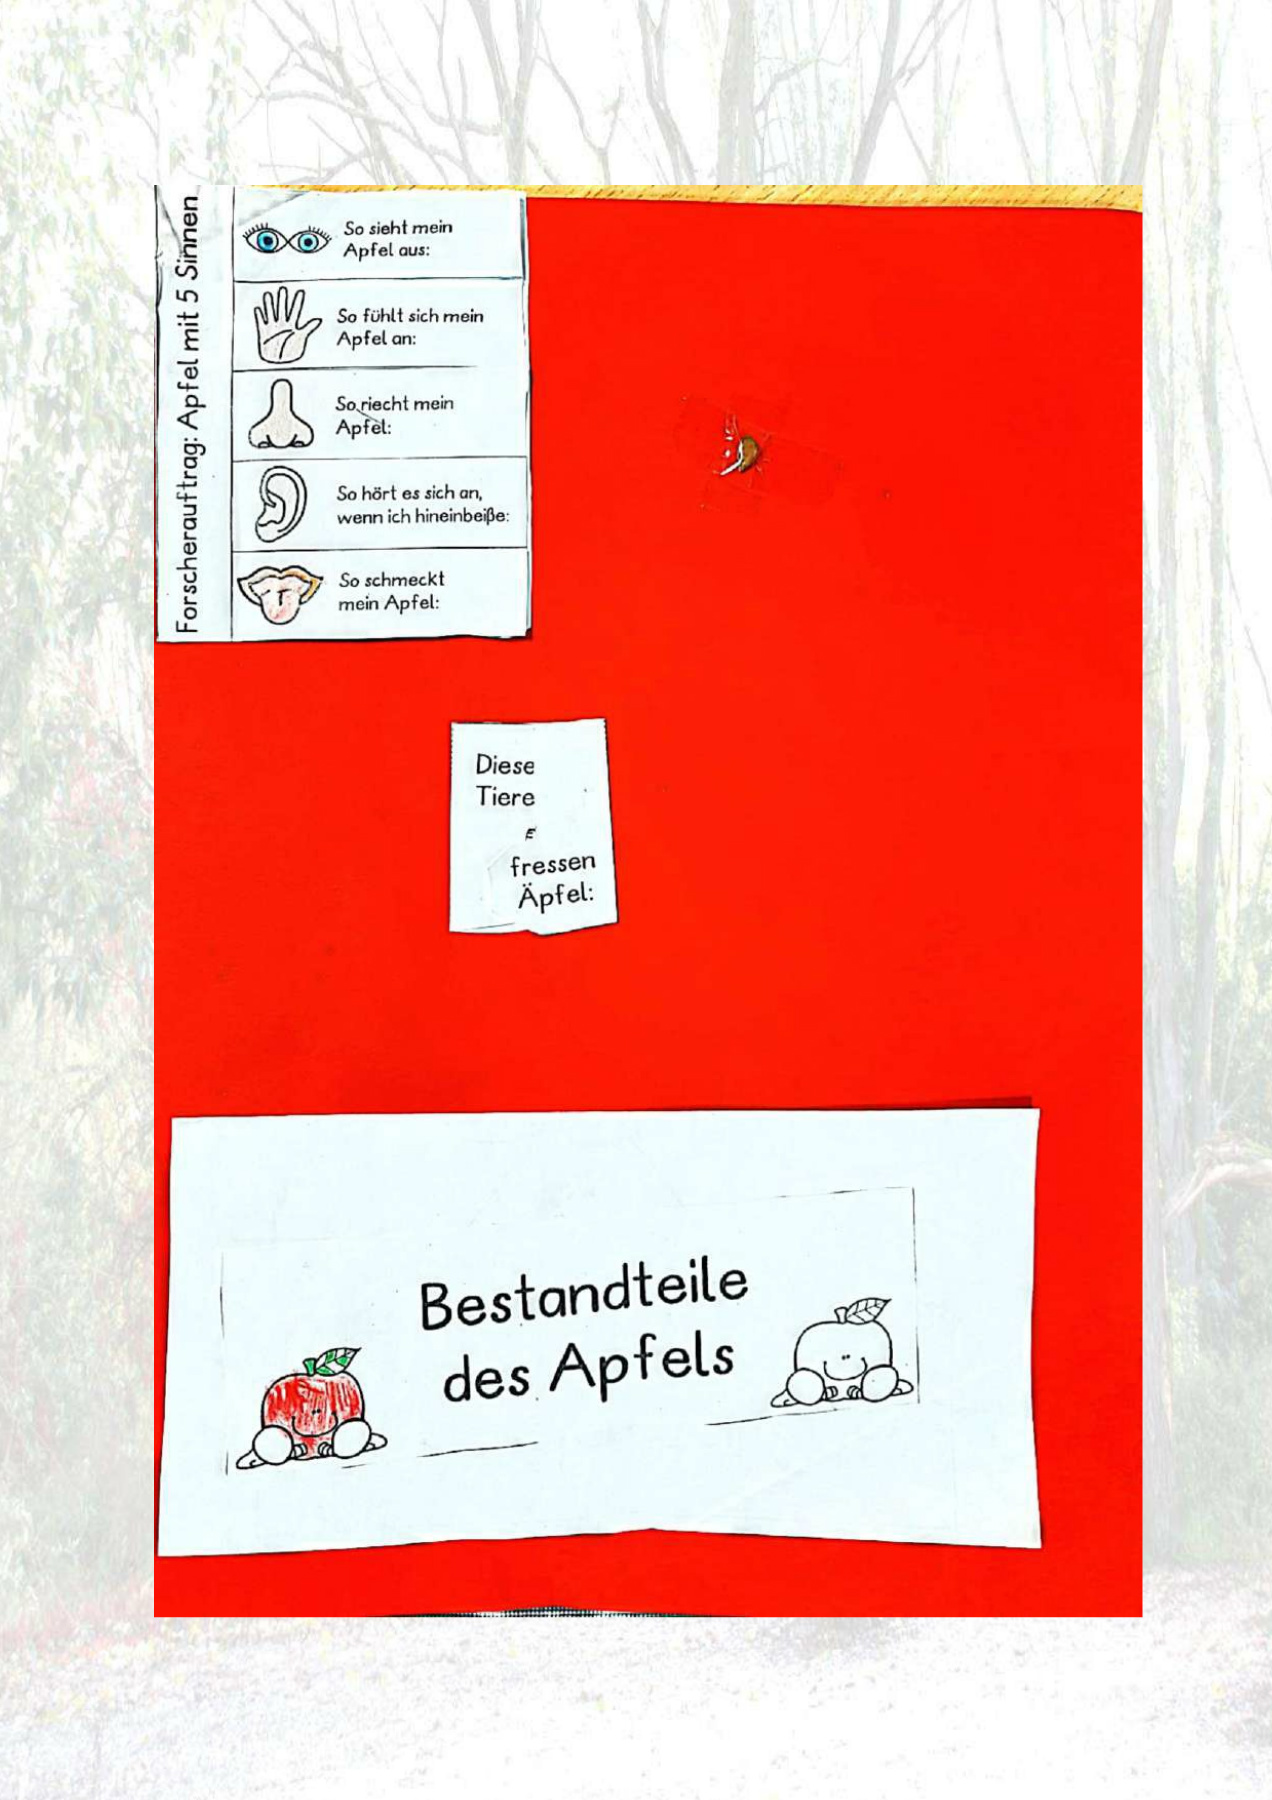 Forscherauftrag: Apfel mit 5 Sinnen
So sieht mein
Apfel aus:
So fühlt sich mein
Apfel an:
So riecht mein
Apfel:
So hört es sich an,
wenn ich hineinbeiße:
So schmeckt
mein Apfel:
Diese
Tiere
fressen
Äpfel:
Bestandteile
des Apfels